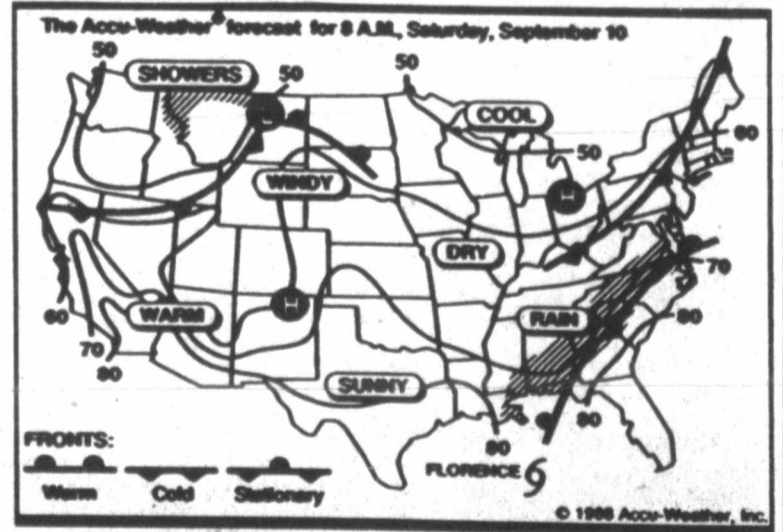 The Accu-Weather® forecast for 8 A.M., Saturday, September 10
50
SHOWERS
50
50
COOL
60
50
WINDY
H
DRY
70
H
60
WARM
RAIN
80
70
80
SUNNY
80
80
FRONTS:
FLORENCE
Warm
Cold
Stationary
© 1988 Accu-Weather, Inc.